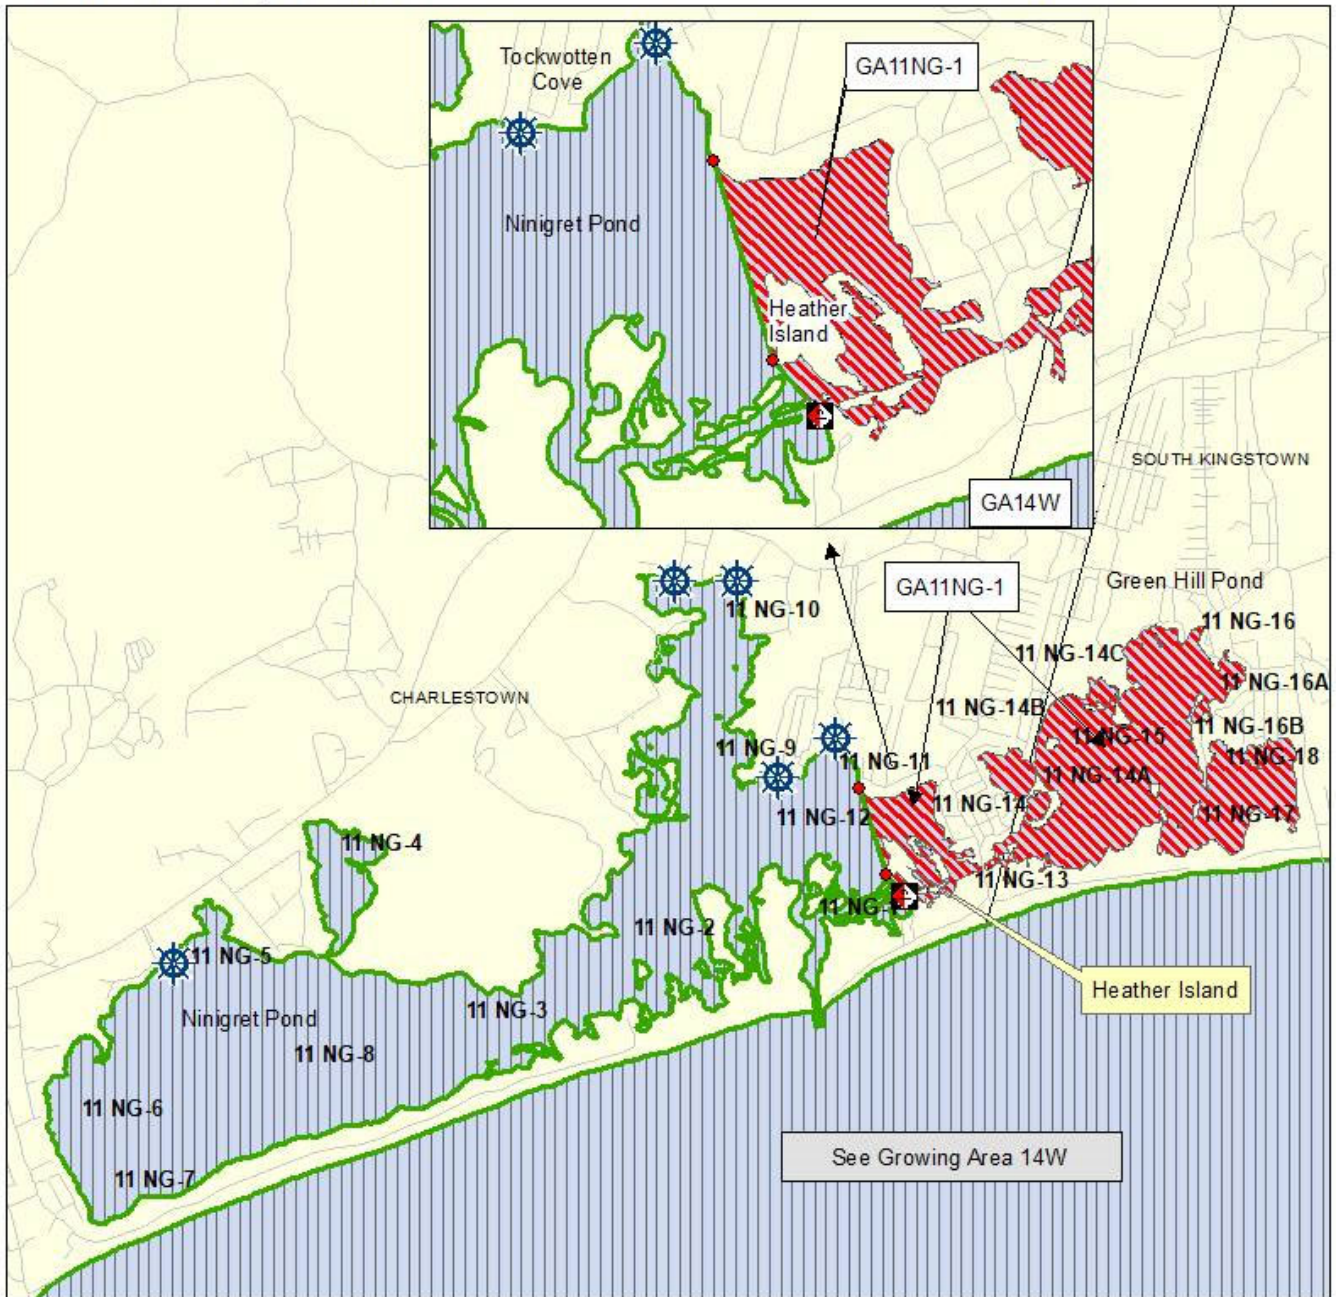 Tockwotten
Cove
GA11NG-1
Ninigret Pond
Heather
Island
GA14W
SOUTH KINGSTOWN
GA11NG-1
Green Hill Pond
11 NG-10
11 NG-16
11 NG-14C
11 NG-16A
CHARLESTOWN
11 NG-14B
11 NG-16B
11 NG-15
11 NG-9
11 NG-11
11 NG-18
11 NG-14A
11 NG-14
11 NG-12
11 NG-17
11 NG-4
11 NG-13
11 NG-2
11 NG-5
Heather Island
11 NG-3
Ninigret Pond
11 NG-8
11 NG-6
See Growing Area 14W
11 NG-7